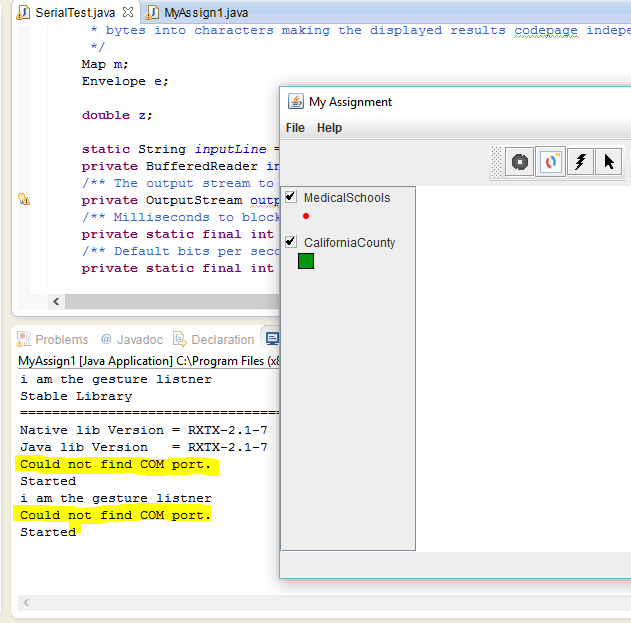 SerialTest.java
MyAssign1.java
* bytes into characters making the displayed results codepage indepe
*/
Map m;
Envelope e;
double z;
static String inputLine =
private BufferedReader in
/** The output stream to
private OutputStream outp
/** Milliseconds to block
private static final int
/** Default bits per seco
private static final int
My Assignment
File Help
MedicalSchools
CaliforniaCounty
Problems @ Javadoc Declaration
MyAssign1 [Java Application] C:\Program Files (x8
i am the gesture listner
Stable Library
=================================
Native lib Version = RXTX-2.1-7
Java lib Version   = RXTX-2.1-7
Could not find COM port.
Started
i am the gesture listner
Could not find COM port.
Started